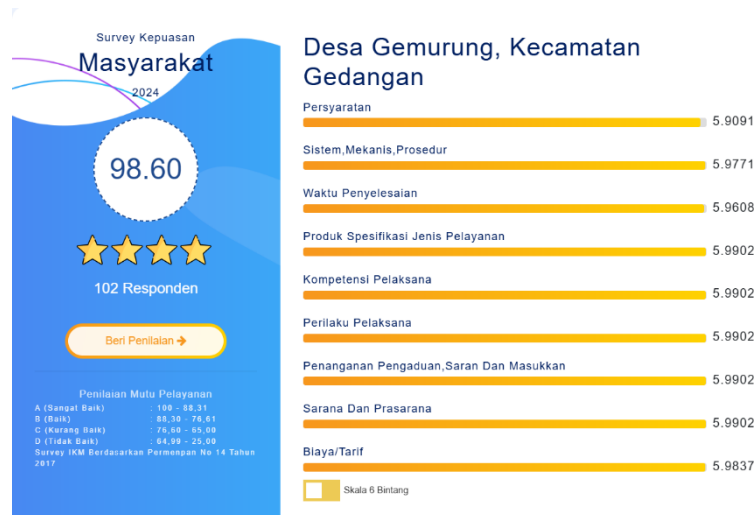 Survey Kepuasan
Masyarakat
2024
98.60
102 Responden
Beri Penilaian →
Penilaian Mutu Pelayanan
A (Sangat Baik) : 100 - 88,31
B (Baik) : 88,30 - 76,61
C (Kurang Baik) : 76,60 - 65,00
D (Tidak Baik) : 64,99 - 25,00
Survey IKM Berdasarkan Permenpan No 14 Tahun
2017
Desa Gemurung, Kecamatan
Gedangan
Persyaratan
5.9091
Sistem,Mekanis,Prosedur
5.9771
Waktu Penyelesaian
5.9608
Produk Spesifikasi Jenis Pelayanan
5.9902
Kompetensi Pelaksana
5.9902
Perilaku Pelaksana
5.9902
Penanganan Pengaduan,Saran Dan Masukkan
5.9902
Sarana Dan Prasarana
5.9902
Biaya/Tarif
5.9837
Skala 6 Bintang